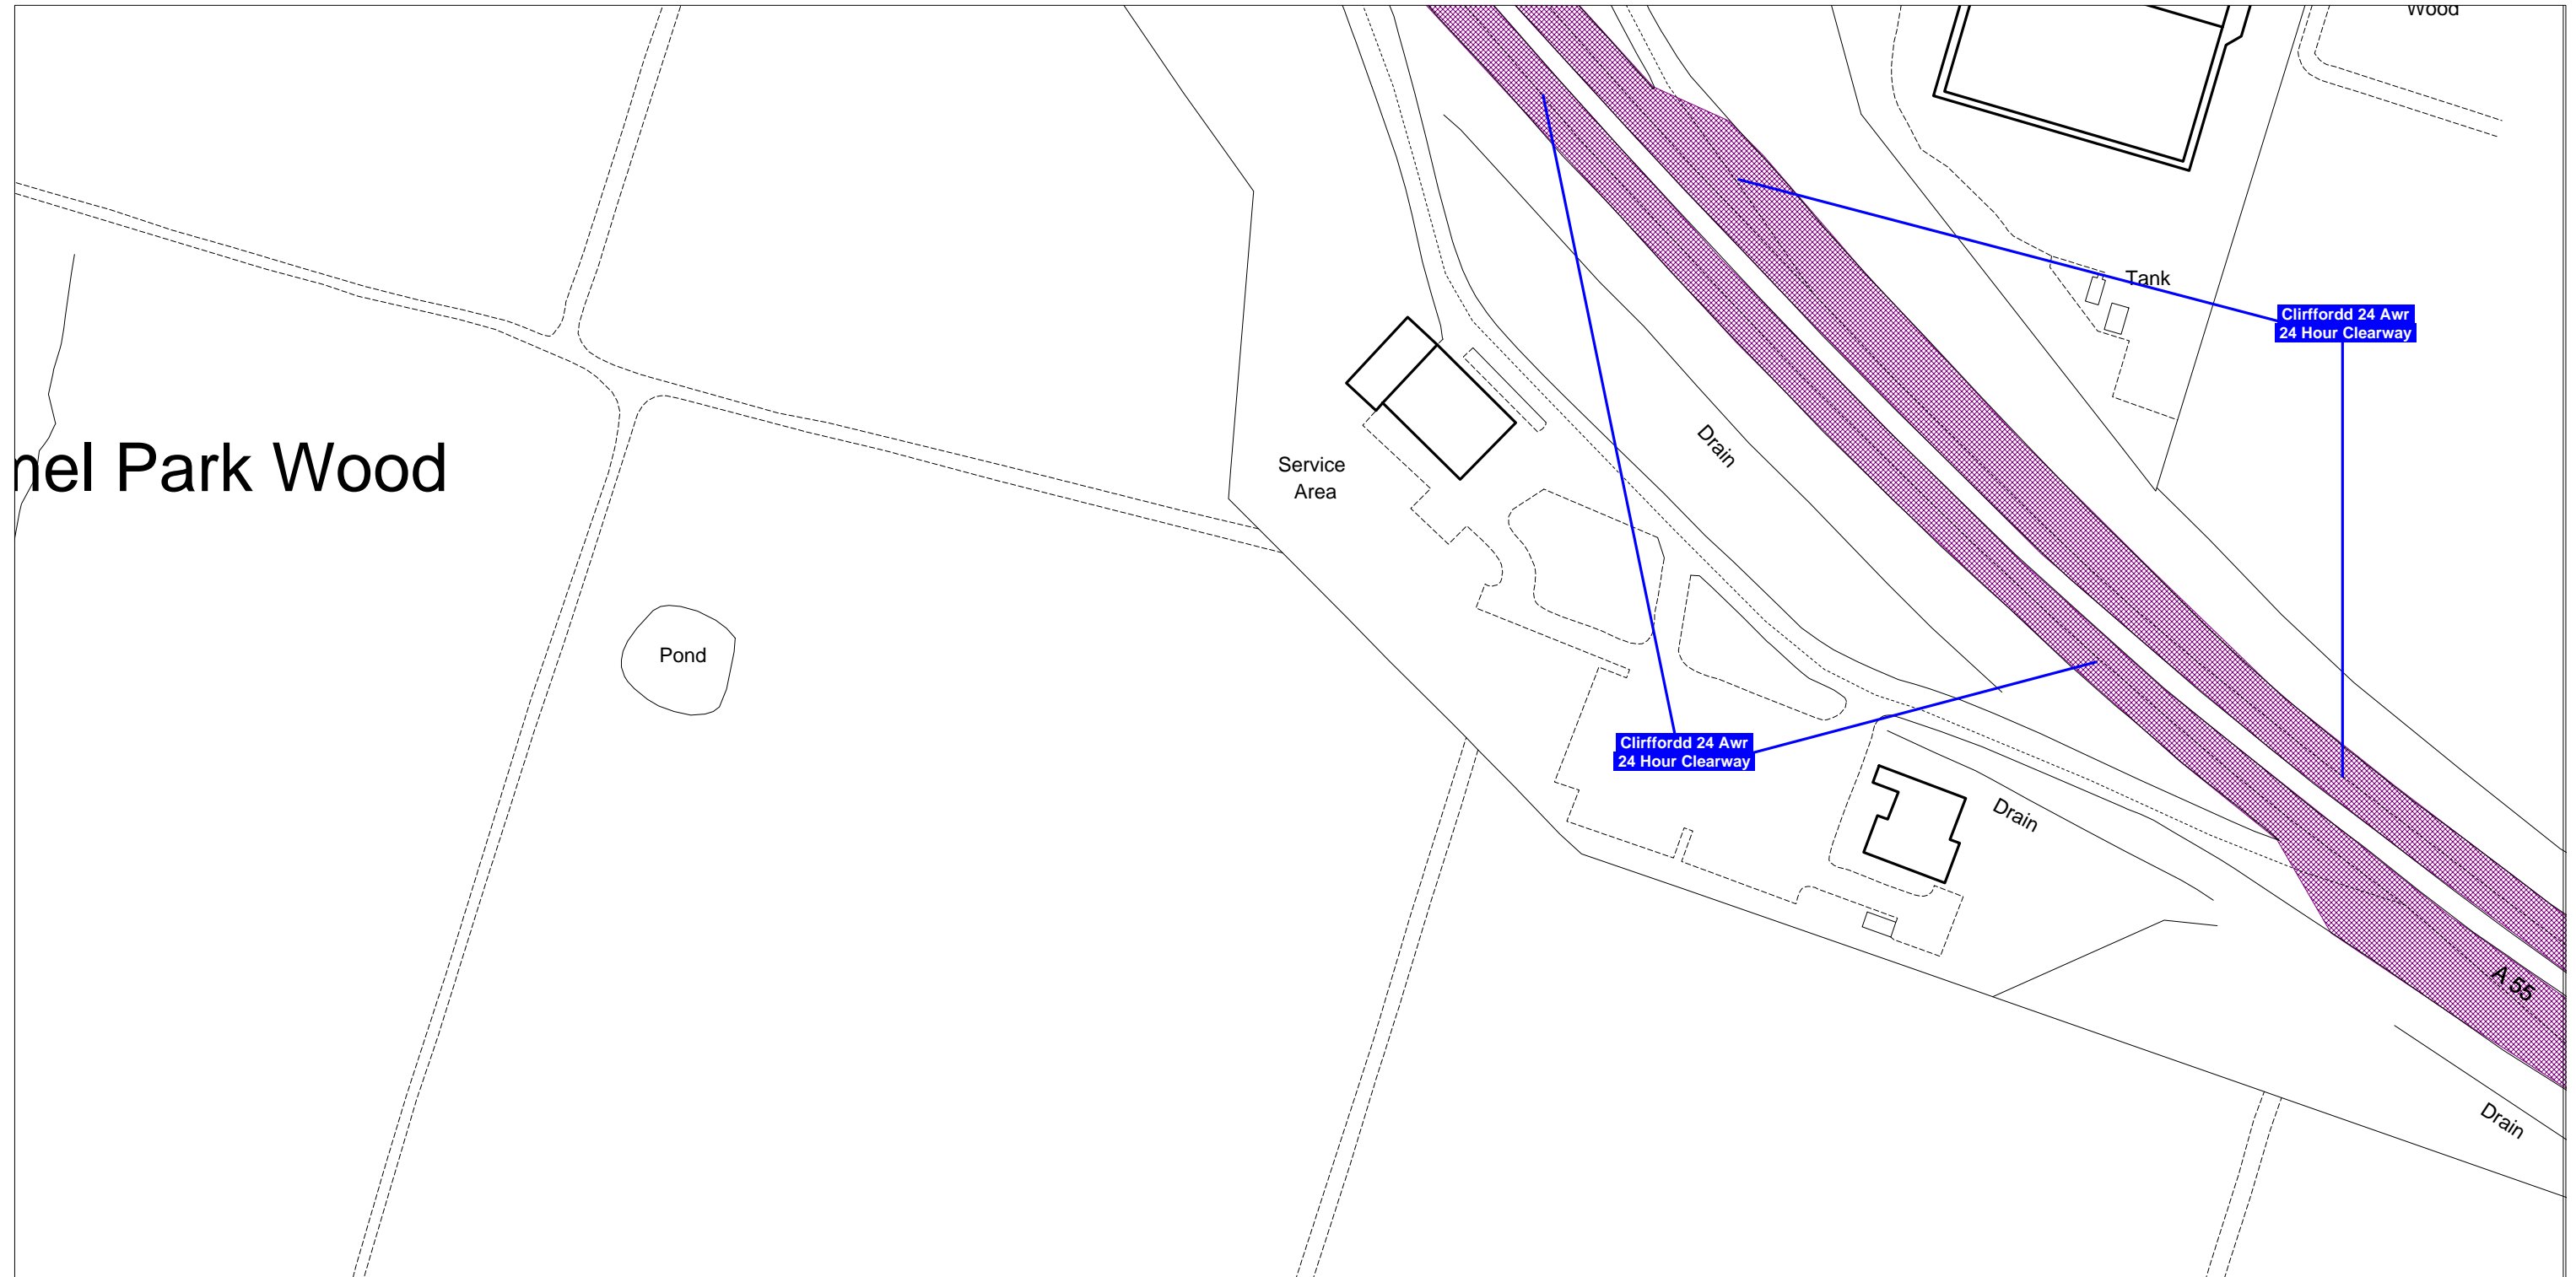 Wood
Tank
Clirffordd 24 Awr
24 Hour Clearway
Drain
Service
Area
mel Park Wood
Pond
Clirffordd 24 Awr
24 Hour Clearway
Drain
A 55
Drain